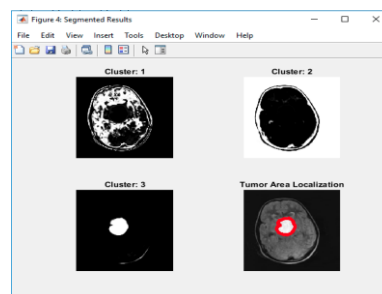 Figure 4: Segmented Results
File Edit View Insert Tools Desktop Window Help
Cluster: 1
Cluster: 2
Cluster: 3
Tumor Area Localization